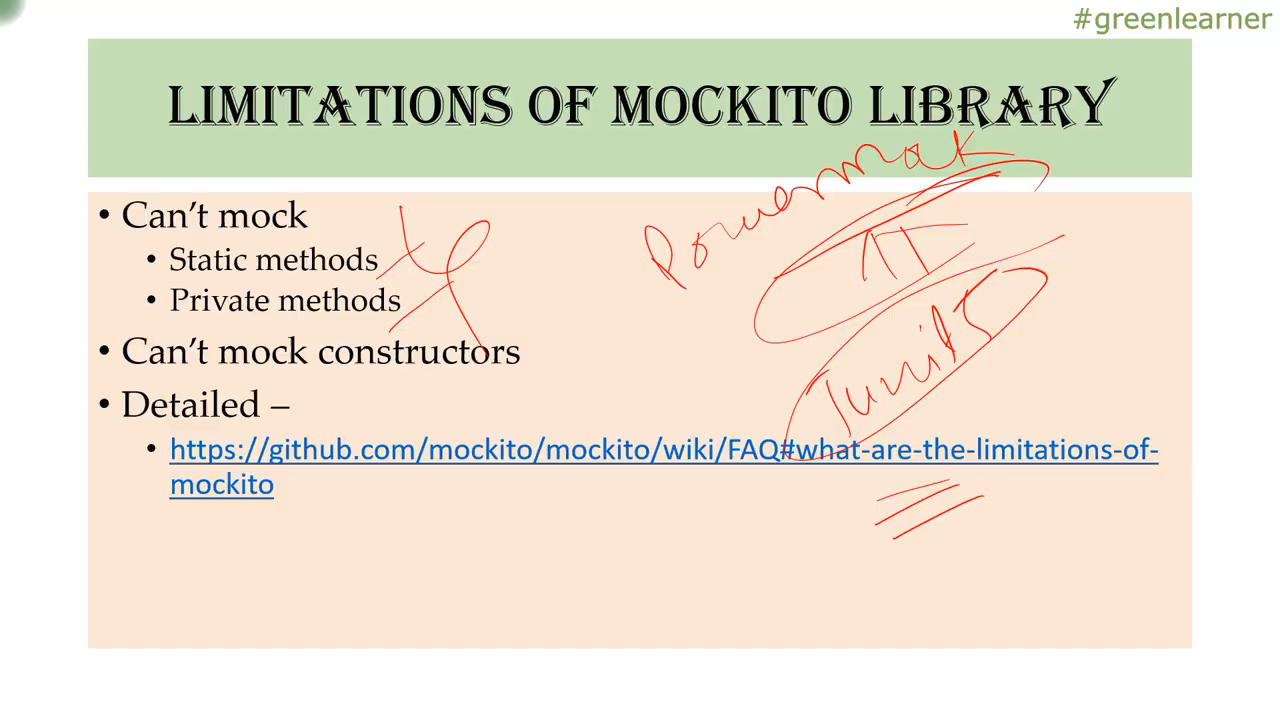 #greenlearner
LIMITATIONS OF MOCKITO LIBRARY
• Can’t mock
• Static methods
• Private methods
• Can’t mock constructors
• Detailed –
• https://github.com/mockito/mockito/wiki/FAQ#what-are-the-limitations-of-
mockito
Powermock
Junit5